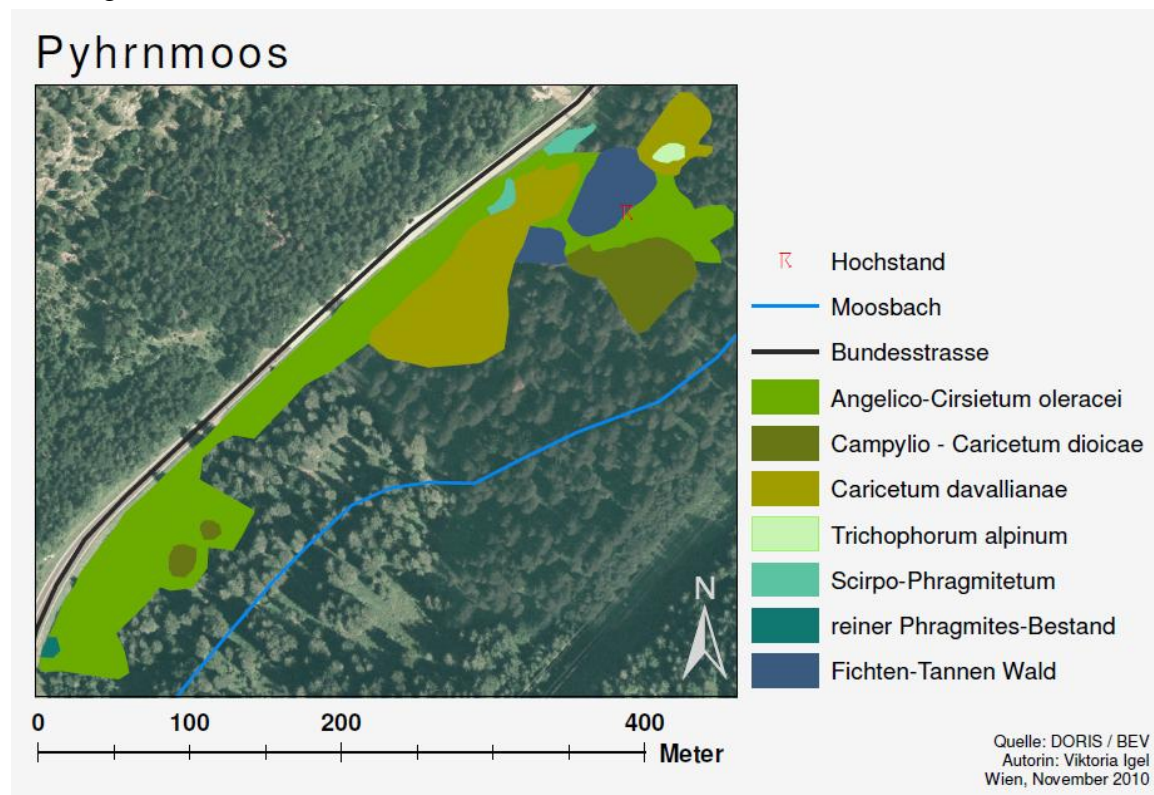 Pyhrnmoos
Hochstand
Moosbach
Bundesstrasse
Angelico-Cirsietum oleracei
Campylio - Caricetum dioicae
Caricetum davallianae
Trichophorum alpinum
Scirpo-Phragmitetum
reiner Phragmites-Bestand
Fichten-Tannen Wald
N
0 100 200 400
Meter
Quelle: DORIS / BEV
Autorin: Viktoria Igel
Wien, November 2010